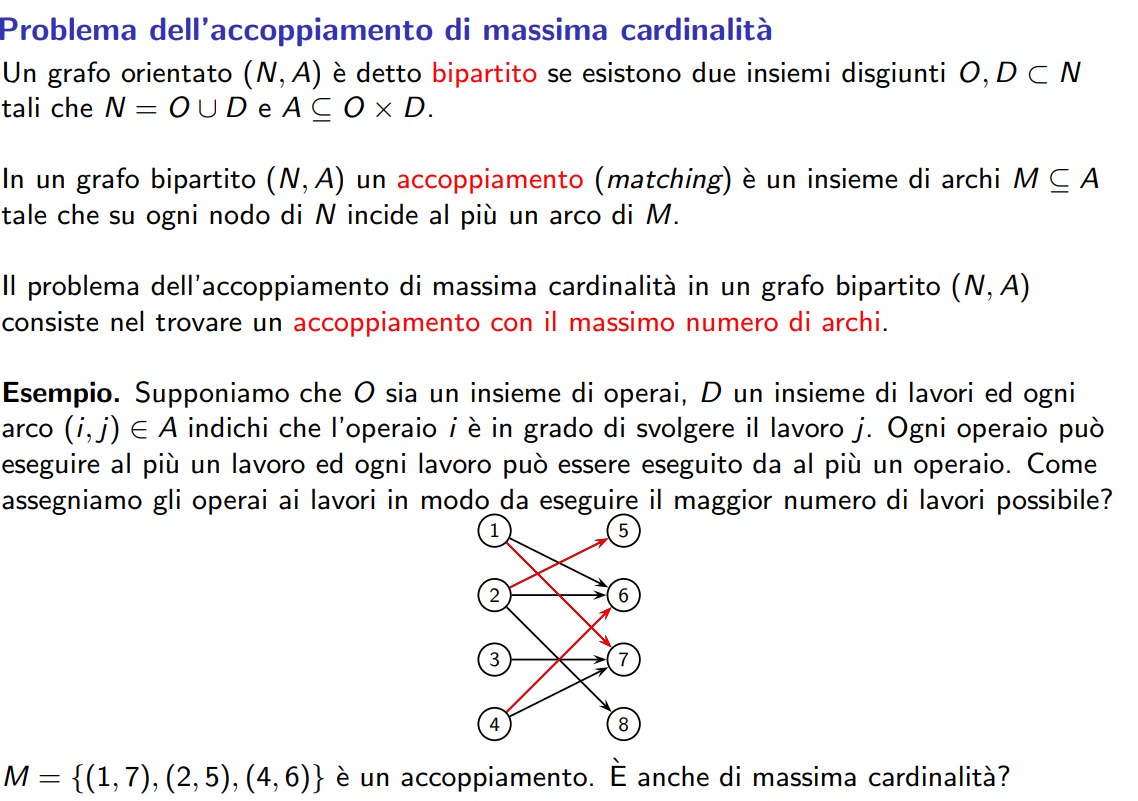 Problema dell'accoppiamento di massima cardinalità
Un grafo orientato (N, A) è detto bipartito se esistono due insiemi disgiunti O, D ⊂ N
tali che N = O ∪ D e A ⊆ O × D.
In un grafo bipartito (N, A) un accoppiamento (matching) è un insieme di archi M ⊆ A
tale che su ogni nodo di N incide al più un arco di M.
Il problema dell'accoppiamento di massima cardinalità in un grafo bipartito (N, A)
consiste nel trovare un accoppiamento con il massimo numero di archi.
Esempio. Supponiamo che O sia un insieme di operai, D un insieme di lavori ed ogni
arco (i, j) ∈ A indichi che l'operaio i è in grado di svolgere il lavoro j. Ogni operaio può
eseguire al più un lavoro ed ogni lavoro può essere eseguito da al più un operaio. Come
assegniamo gli operai ai lavori in modo da eseguire il maggior numero di lavori possibile?
1 5
2 6
3 7
4 8
M = {(1, 7), (2, 5), (4, 6)} è un accoppiamento. È anche di massima cardinalità?